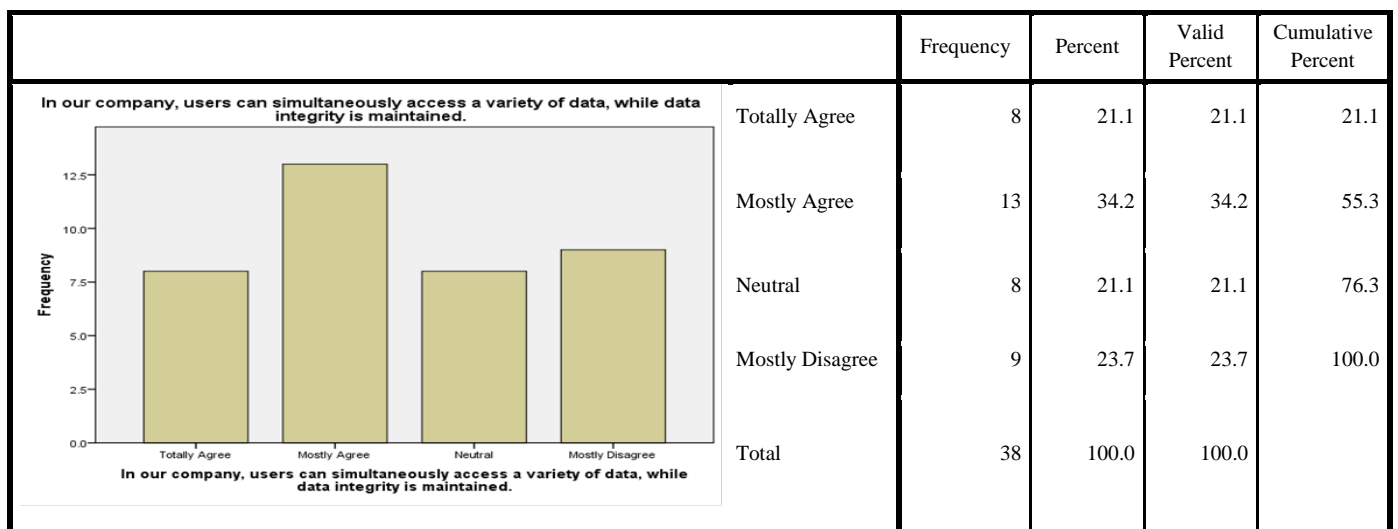 Frequency Percent Valid Percent Cumulative Percent
In our company, users can simultaneously access a variety of data, while data
integrity is maintained.
Frequency
12.5
10.0
7.5
5.0
2.5
0.0
Totally Agree Mostly Agree Neutral Mostly Disagree
In our company, users can simultaneously access a variety of data, while
data integrity is maintained.
Totally Agree 8 21.1 21.1 21.1
Mostly Agree 13 34.2 34.2 55.3
Neutral 8 21.1 21.1 76.3
Mostly Disagree 9 23.7 23.7 100.0
Total 38 100.0 100.0